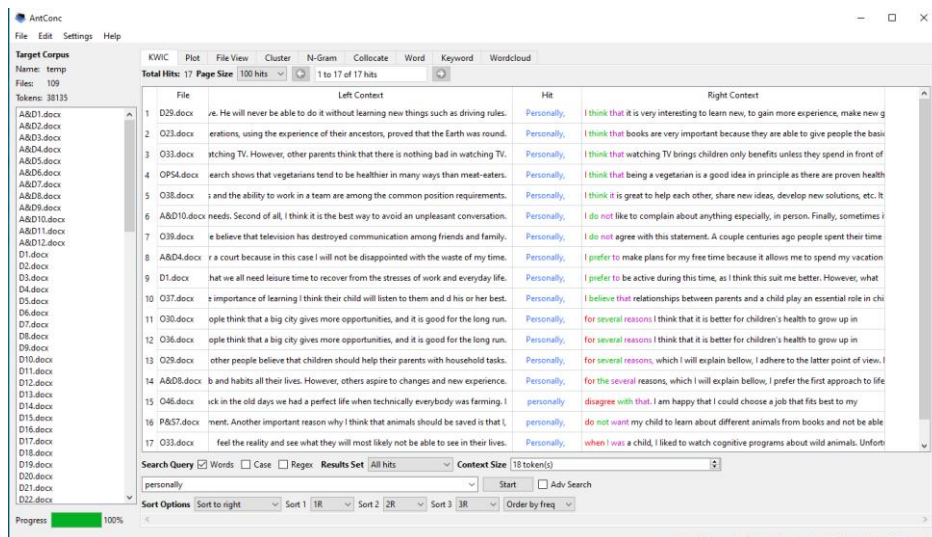 AntConc
File Edit Settings Help
Target Corpus
Name: temp
Files: 109
Tokens: 38135
A&D1.docx
A&D2.docx
A&D3.docx
A&D4.docx
A&D5.docx
A&D6.docx
A&D7.docx
A&D8.docx
A&D9.docx
A&D10.docx
A&D11.docx
A&D12.docx
D1.docx
D2.docx
D3.docx
D4.docx
D5.docx
D6.docx
D7.docx
D8.docx
D9.docx
D10.docx
D11.docx
D12.docx
D13.docx
D14.docx
D15.docx
D16.docx
D17.docx
D18.docx
D19.docx
D20.docx
D21.docx
D22.docx
Progress 100%
KWIC Plot File View Cluster N-Gram Collocate Word Keyword Wordcloud
Total Hits: 17 Page Size 100 hits 1 to 17 of 17 hits
File Left Context Hit Right Context
1 D29.docx ve. He will never be able to do it without learning new things such as driving rules. Personally, I think that it is very interesting to learn new, to gain more experience, make new g
2 O23.docx erations, using the experience of their ancestors, proved that the Earth was round. Personally, I think that books are very important because they are able to give people the basi
3 O33.docx atching TV. However, other parents think that there is nothing bad in watching TV. Personally, I think that watching TV brings children only benefits unless they spend in front of
4 OPS4.docx earch shows that vegetarians tend to be healthier in many ways than meat-eaters. Personally, I think that being a vegetarian is a good idea in principle as there are proven health
5 O38.docx s and the ability to work in a team are among the common position requirements. Personally, I think it is great to help each other, share new ideas, develop new solutions, etc. It
6 A&D10.docx needs. Second of all, I think it is the best way to avoid an unpleasant conversation. Personally, I do not like to complain about anything especially, in person. Finally, sometimes i
7 O39.docx e believe that television has destroyed communication among friends and family. Personally, I do not agree with this statement. A couple centuries ago people spent their time
8 A&D4.docx r a court because in this case I will not be disappointed with the waste of my time. Personally, I prefer to make plans for my free time because it allows me to spend my vacation
9 D1.docx hat we all need leisure time to recover from the stresses of work and everyday life. Personally, I prefer to be active during this time, as I think this suit me better. However, what
10 O37.docx e importance of learning I think their child will listen to them and d his or her best. Personally, I believe that relationships between parents and a child play an essential role in chi
11 O30.docx ople think that a big city gives more opportunities, and it is good for the long run. Personally, for several reasons I think that it is better for children's health to grow up in
12 O36.docx ople think that a big city gives more opportunities, and it is good for the long run. Personally, for several reasons I think that it is better for children's health to grow up in
13 O29.docx other people believe that children should help their parents with household tasks. Personally, for several reasons, which I will explain bellow, I adhere to the latter point of view. I
14 A&D8.docx b and habits all their lives. However, others aspire to changes and new experience. Personally, for the several reasons, which I will explain bellow, I prefer the first approach to life
15 O46.docx ick in the old days we had a perfect life when technically everybody was farming. I personally disagree with that. I am happy that I could choose a job that fits best to my
16 P&S7.docx ment. Another important reason why I think that animals should be saved is that I, personally, do not want my child to learn about different animals from books and not be able
17 O33.docx feel the reality and see what they will most likely not be able to see in their lives. Personally, when I was a child, I liked to watch cognitive programs about wild animals. Unfort
Search Query Words Case Regex Results Set All hits Context Size 18 token(s)
personally Start Adv Search
Sort Options Sort to right Sort 1 1R Sort 2 2R Sort 3 3R Order by freq